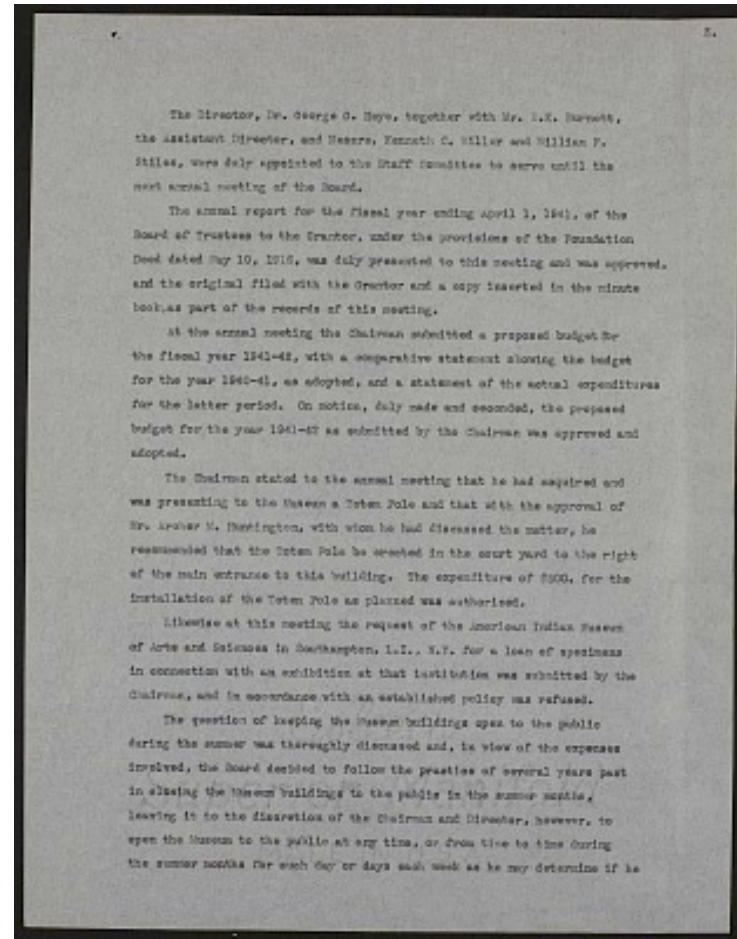 The Director, Dr. George G. Heye, together with Mr. E.K. Burnett,
the Assistant Director, and Messrs. Kenneth C. Miller and William F.
Stiles, were duly appointed to the Staff Committee to serve until the
next annual meeting of the Board.
The annual report for the fiscal year ending April 1, 1941, of the
Board of Trustees to the Grantor, under the provisions of the Foundation
Deed dated May 10, 1916, was duly presented to this meeting and was approved,
and the original filed with the Grantor and a copy inserted in the minute
book,as part of the records of this meeting.
At the annual meeting the Chairman submitted a proposed budget for
the fiscal year 1941-42, with a comparative statement showing the budget
for the year 1940-41, as adopted, and a statement of the actual expenditures
for the latter period. On motion, duly made and seconded, the proposed
budget for the year 1941-42 as submitted by the Chairman was approved and
adopted.
The Chairman stated to the annual meeting that he had acquired and
was presenting to the Museum a Totem Pole and that with the approval of
Mr. Archer M. Huntington, with whom he had discussed the matter, he
recommended that the Totem Pole be erected in the court yard to the right
of the main entrance to this building. The expenditure of $500. for the
installation of the Totem Pole as planned was authorized.
Likewise at this meeting the request of the American Indian Museum
of Arts and Sciences in Southampton, L.I., N.Y. for a loan of specimens
in connection with an exhibition at that institution was submitted by the
Chairman, and in accordance with an established policy was refused.
The question of keeping the Museum buildings open to the public
during the summer was thoroughly discussed and, in view of the expenses
involved, the Board decided to follow the practice of several years past
in closing the Museum buildings to the public in the summer months,
leaving it to the discretion of the Chairman and Director, however, to
open the Museum to the public at any time, or from time to time during
the summer months for such day or days each week as he may determine if he